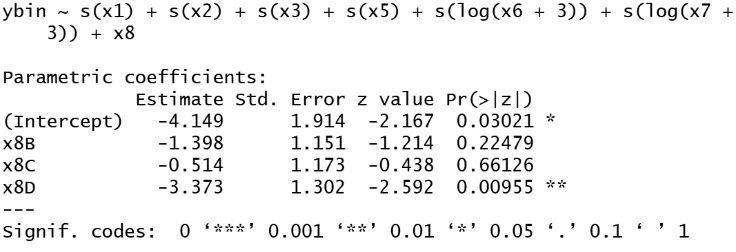 ybin ~ s(x1) + s(x2) + s(x3) + s(x5) + s(log(x6 + 3)) + s(log(x7 +
    3)) + x8
Parametric coefficients:
            Estimate Std. Error z value Pr(>|z|)
(Intercept)   -4.149      1.914  -2.167  0.03021 *
x8B           -1.398      1.151  -1.214  0.22479
x8C           -0.514      1.173  -0.438  0.66126
x8D           -3.373      1.302  -2.592  0.00955 **
---
Signif. codes:  0 ‘***’ 0.001 ‘**’ 0.01 ‘*’ 0.05 ‘.’ 0.1 ‘ ’ 1